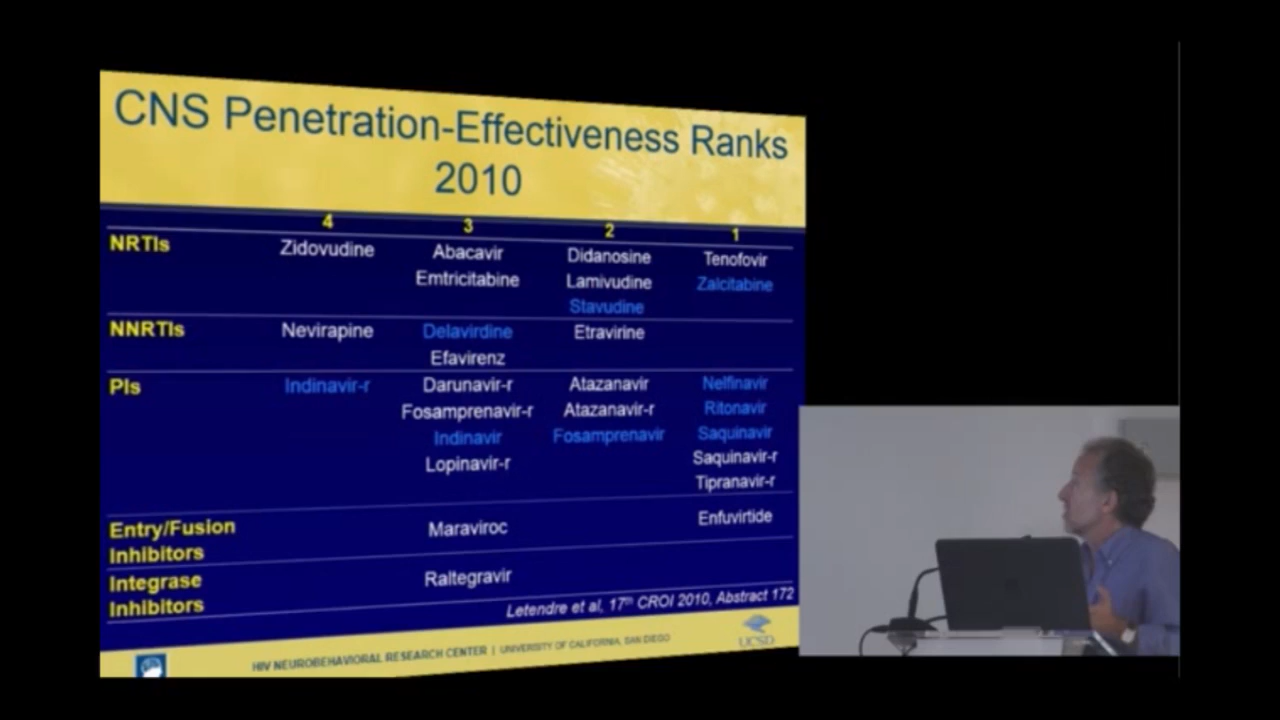 CNS Penetration-Effectiveness Ranks
2010
4 3 2 1
NRTIs Zidovudine Abacavir Didanosine Tenofovir
Emtricitabine Lamivudine Zalcitabine
Stavudine
NNRTIs Nevirapine Delavirdine Etravirine
Efavirenz
PIs Indinavir-r Darunavir-r Atazanavir Nelfinavir
Fosamprenavir-r Atazanavir-r Ritonavir
Indinavir Fosamprenavir Saquinavir
Lopinavir-r Saquinavir-r
Tipranavir-r
Entry/Fusion Maraviroc Enfuvirtide
Inhibitors
Integrase Raltegravir
Inhibitors
Letendre et al, 17th CROI 2010, Abstract 172
HIV NEUROBEHAVIORAL RESEARCH CENTER | UNIVERSITY OF CALIFORNIA, SAN DIEGO
UCSD